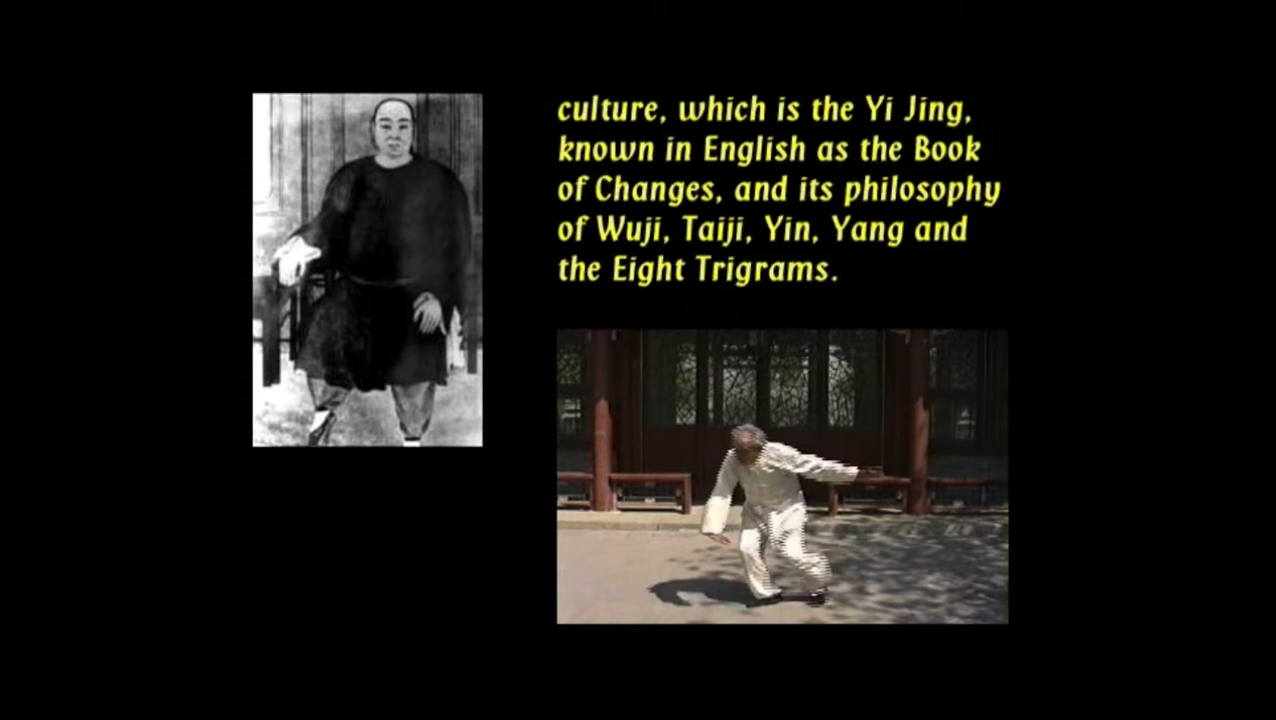 culture, which is the Yi Jing,
known in English as the Book
of Changes, and its philosophy
of Wuji, Taiji, Yin, Yang and
the Eight Trigrams.